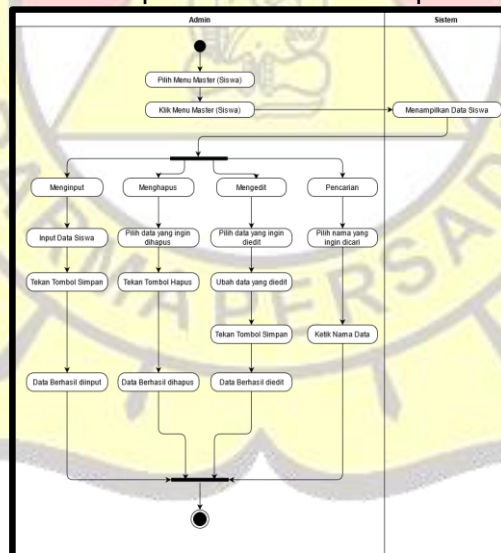 Admin
Sistem
Pilih Menu Master (Siswa)
Klik Menu Master (Siswa)
Menampilkan Data Siswa
Menginput
Menghapus
Mengedit
Pencarian
Input Data Siswa
Pilih data yang ingin
dihapus
Pilih data yang ingin
diedit
Pilih nama yang
ingin dicari
Tekan Tombol Simpan
Tekan Tombol Hapus
Ubah data yang diedit
Tekan Tombol Simpan
Ketik Nama Data
Data Berhasil diinput
Data Berhasil dihapus
Data Berhasil diedit